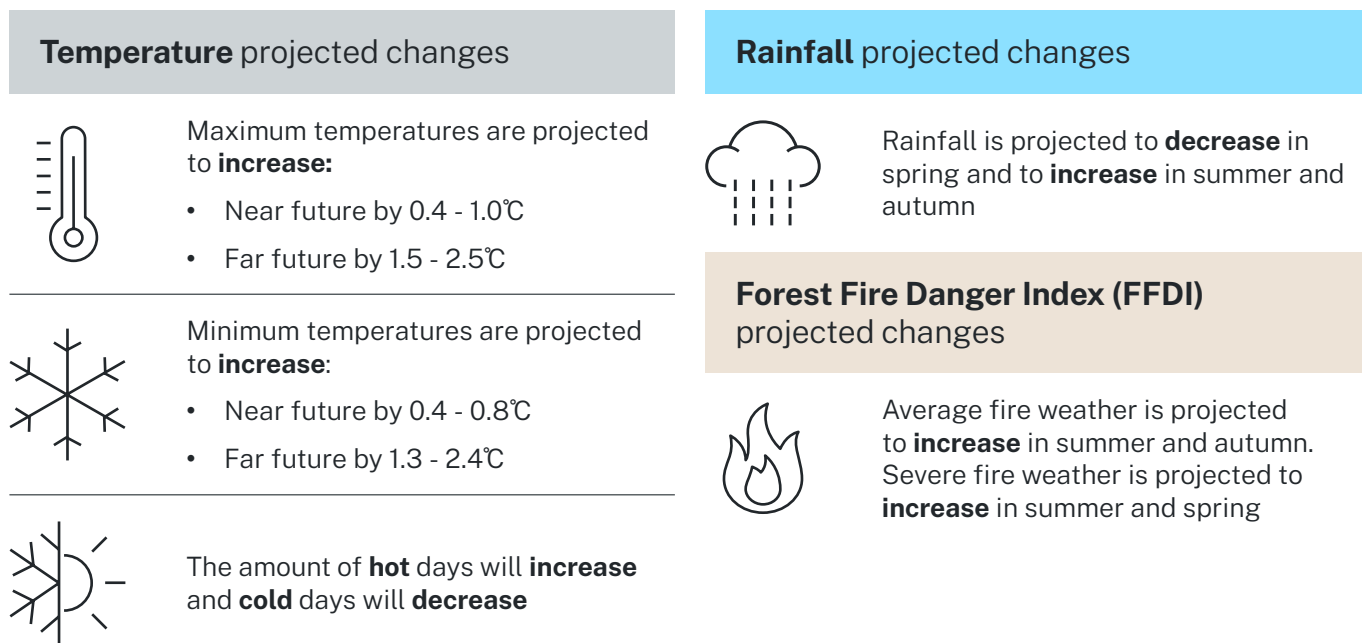 Temperature projected changes
Maximum temperatures are projected
to increase:
• Near future by 0.4 - 1.0℃
• Far future by 1.5 - 2.5℃
Minimum temperatures are projected
to increase:
• Near future by 0.4 - 0.8℃
• Far future by 1.3 - 2.4℃
The amount of hot days will increase
and cold days will decrease
Rainfall projected changes
Rainfall is projected to decrease in
spring and to increase in summer and
autumn
Forest Fire Danger Index (FFDI)
projected changes
Average fire weather is projected
to increase in summer and autumn.
Severe fire weather is projected to
increase in summer and spring